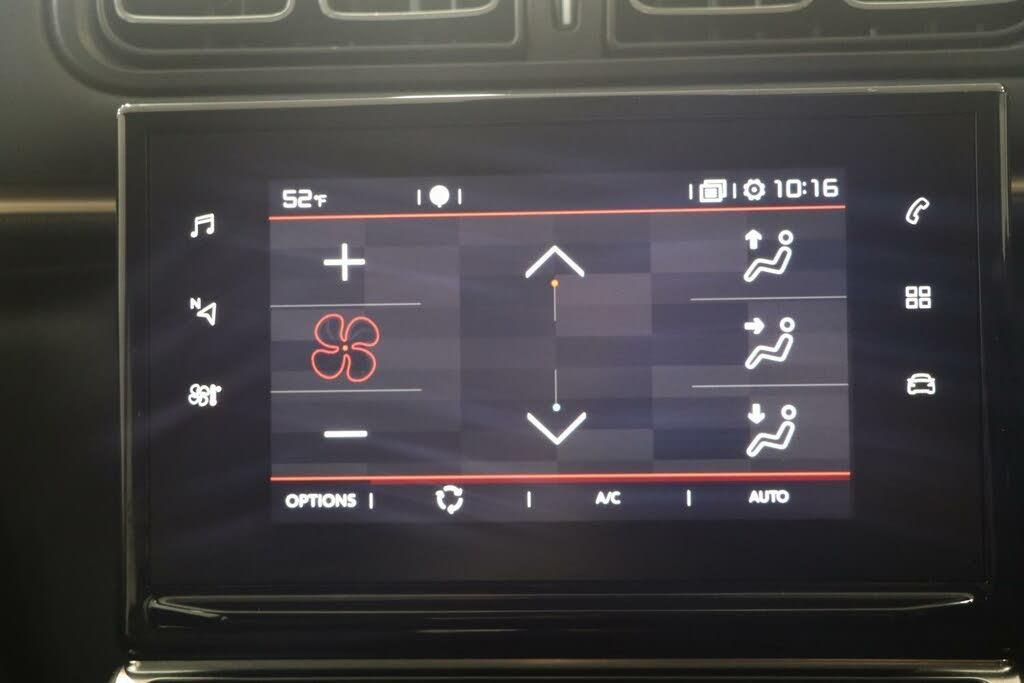 52°F
10:16
N
OPTIONS
A/C
AUTO